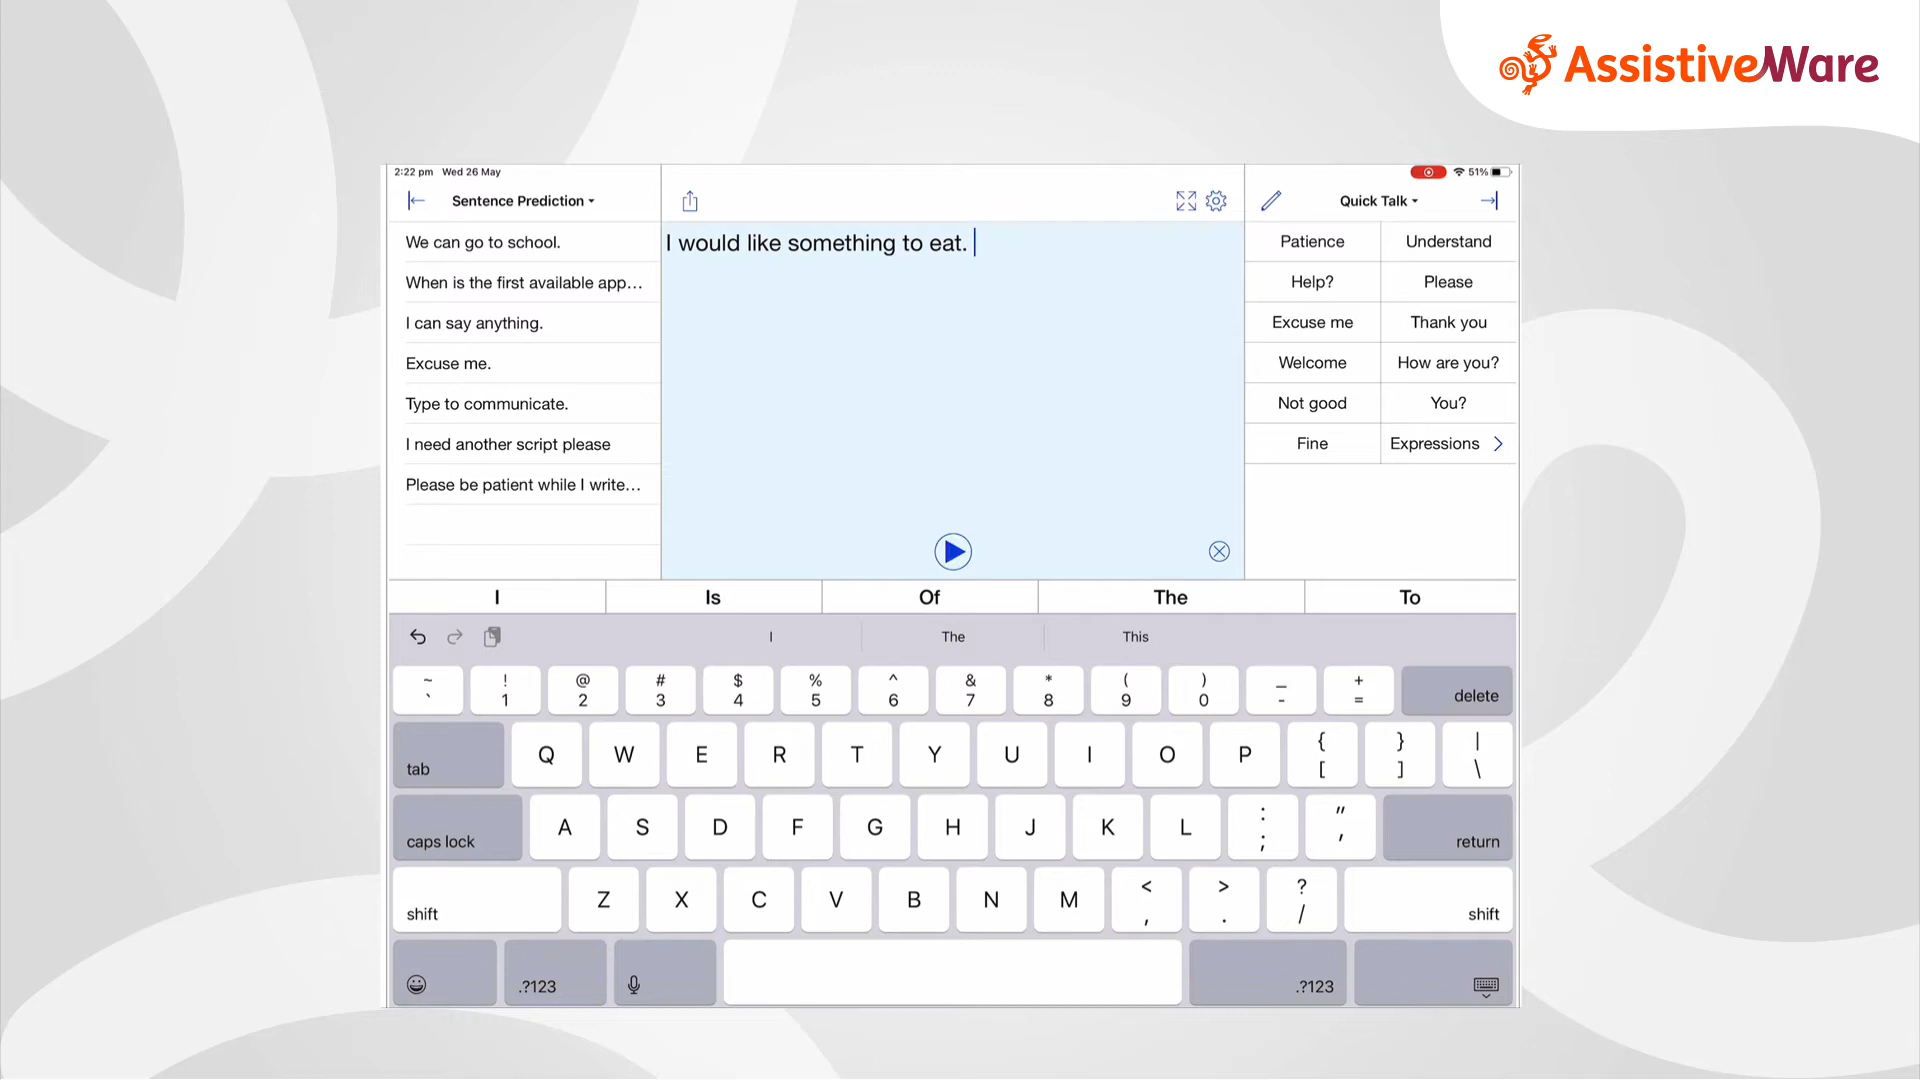 AssistiveWare
2:22 pm Wed 26 May
51%
Sentence Prediction
Quick Talk
We can go to school.
When is the first available app…
I can say anything.
Excuse me.
Type to communicate.
I need another script please
Please be patient while I write…
I would like something to eat.
Patience Understand
Help? Please
Excuse me Thank you
Welcome How are you?
Not good You?
Fine Expressions
I Is Of The To
I The This
~ ! @ # $ % ^ & * ( ) _ +
` 1 2 3 4 5 6 7 8 9 0 - = delete
tab Q W E R T Y U I O P { [ } ] | \
caps lock A S D F G H J K L : ; " ' return
shift Z X C V B N M < , > . ? / shift
.?123 .?123